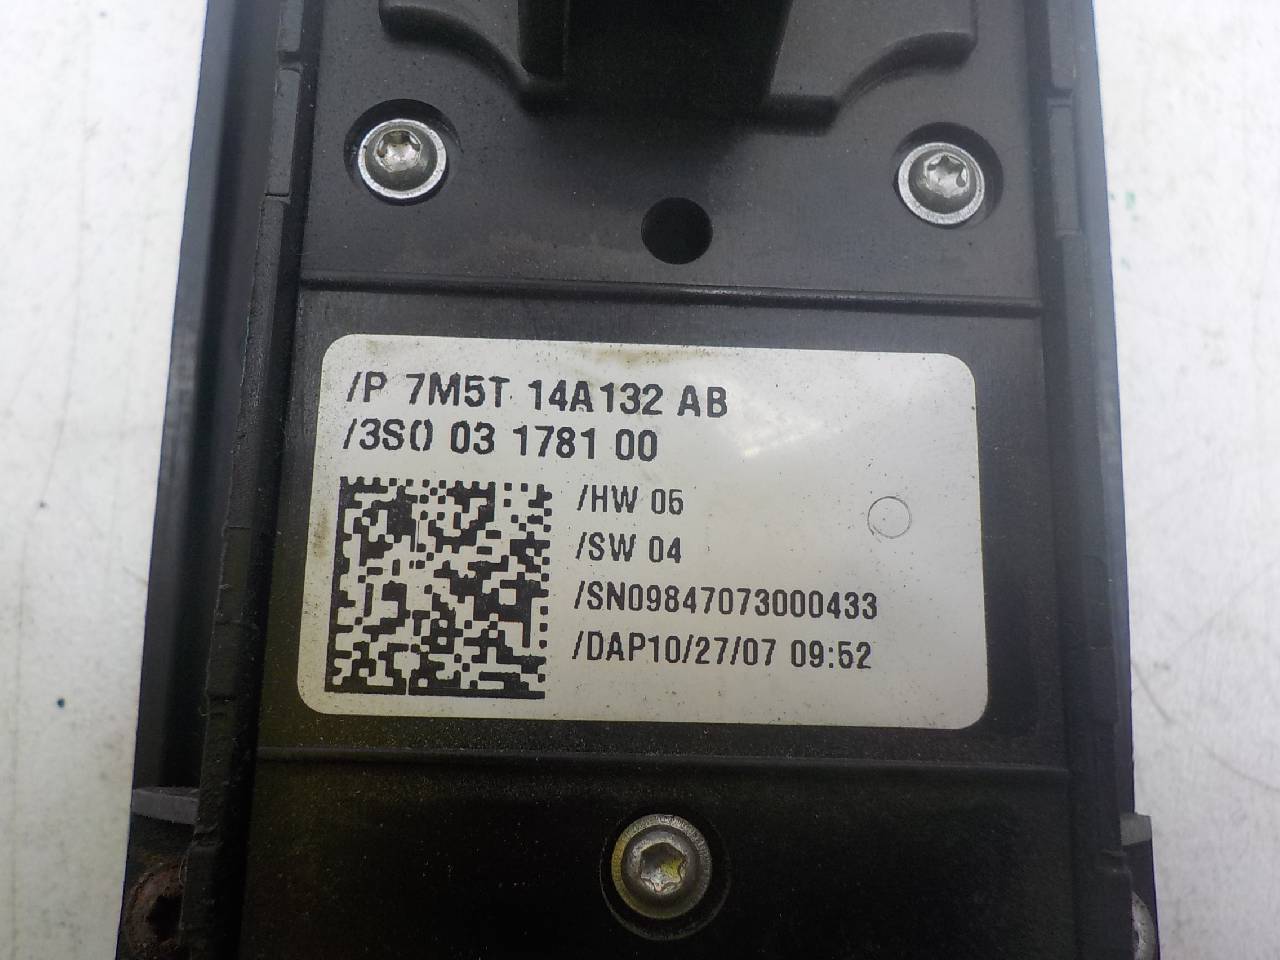 /P 7M5T 14A132 AB
/3S0 03 1781 00
/HW 05
/SW 04
/SN09847073000433
/DAP10/27/07 09:52